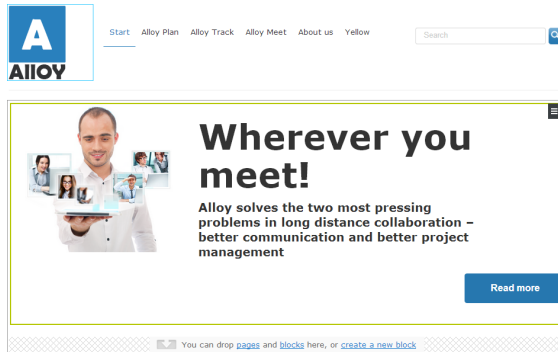 A
Alloy
Start Alloy Plan Alloy Track Alloy Meet About us Yellow
Search
Wherever you
meet!
Alloy solves the two most pressing
problems in long distance collaboration –
better communication and better project
management
Read more
You can drop pages and blocks here, or create a new block